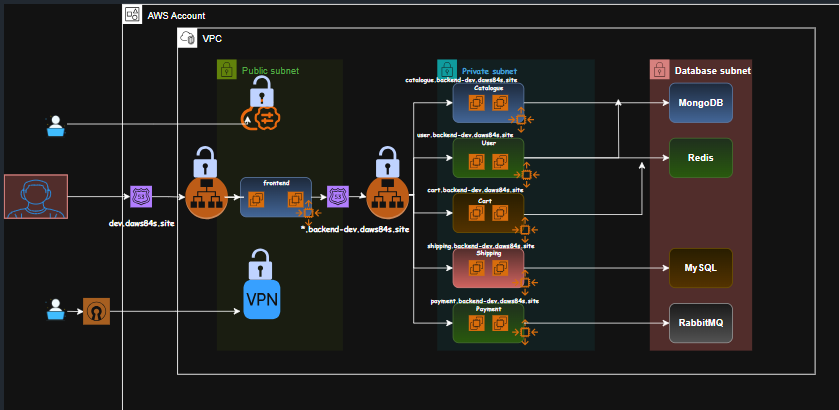 AWS Account
VPC
Public subnet
Private subnet
Database subnet
catalogue.backend-dev.daws84s.site
Catalogue
MongoDB
user.backend-dev.daws84s.site
User
Redis
53
dev.daws84s.site
frontend
53
*.backend-dev.daws84s.site
cart.backend-dev.daws84s.site
Cart
shipping.backend-dev.daws84s.site
Shipping
MySQL
VPN
payment.backend-dev.daws84s.site
Payment
RabbitMQ